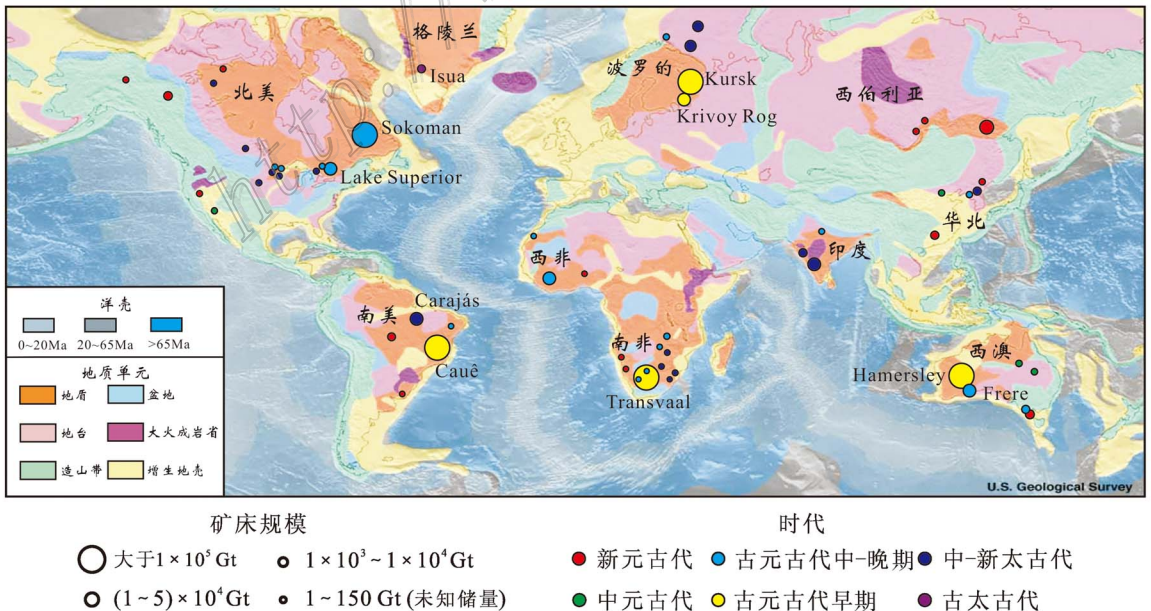 格陵兰
Isua
北美
波罗的
Kursk
Krivoy Rog
西伯利亚
Sokoman
Lake Superior
华北
西非
印度
南美
Carajás
Cauê
南非
Transvaal
西澳
Hamersley
Frere
洋壳
0~20Ma 20~65Ma >65Ma
地质单元
地盾 盆地
地台 大火成岩省
造山带 增生地壳
U.S. Geological Survey
矿床规模 时代
大于1×10⁵Gt 1×10³~1×10⁴Gt 新元古代 古元古代中-晚期 中-新太古代
(1~5)×10⁴Gt 1~150 Gt (未知储量) 中元古代 古元古代早期 古太古代